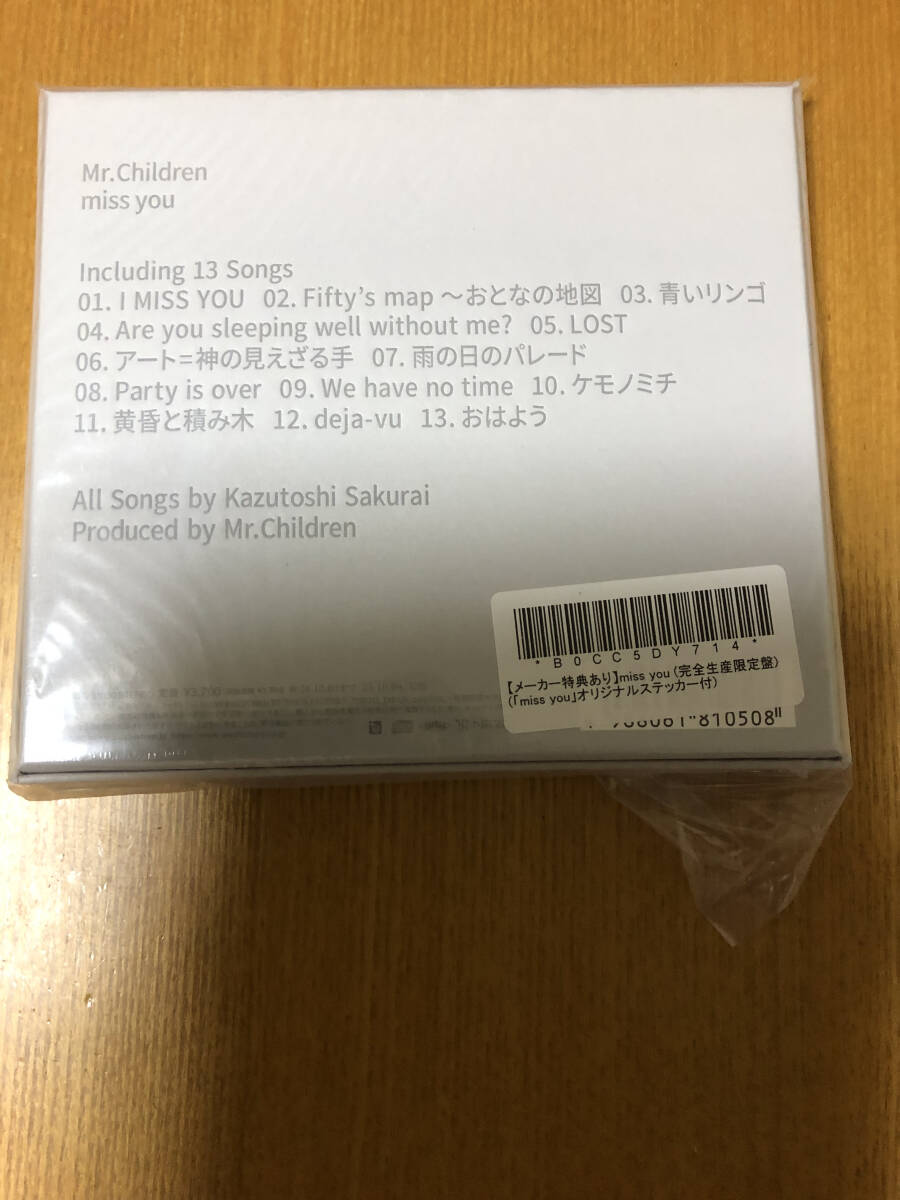 Mr.Children
miss you
Including 13 Songs
01. I MISS YOU 02. Fifty's map ～おとなの地図 03. 青いリンゴ
04. Are you sleeping well without me? 05. LOST
06. アート=神の見えざる手 07. 雨の日のパレード
08. Party is over 09. We have no time 10. ケモノミチ
11. 黄昏と積み木 12. deja-vu 13. おはよう
All Songs by Kazutoshi Sakurai
Produced by Mr.Children
*B0CC5DY714*
【メーカー特典あり】miss you (完全生産限定盤)
(「miss you」オリジナルステッカー付)
¥3,700
810508